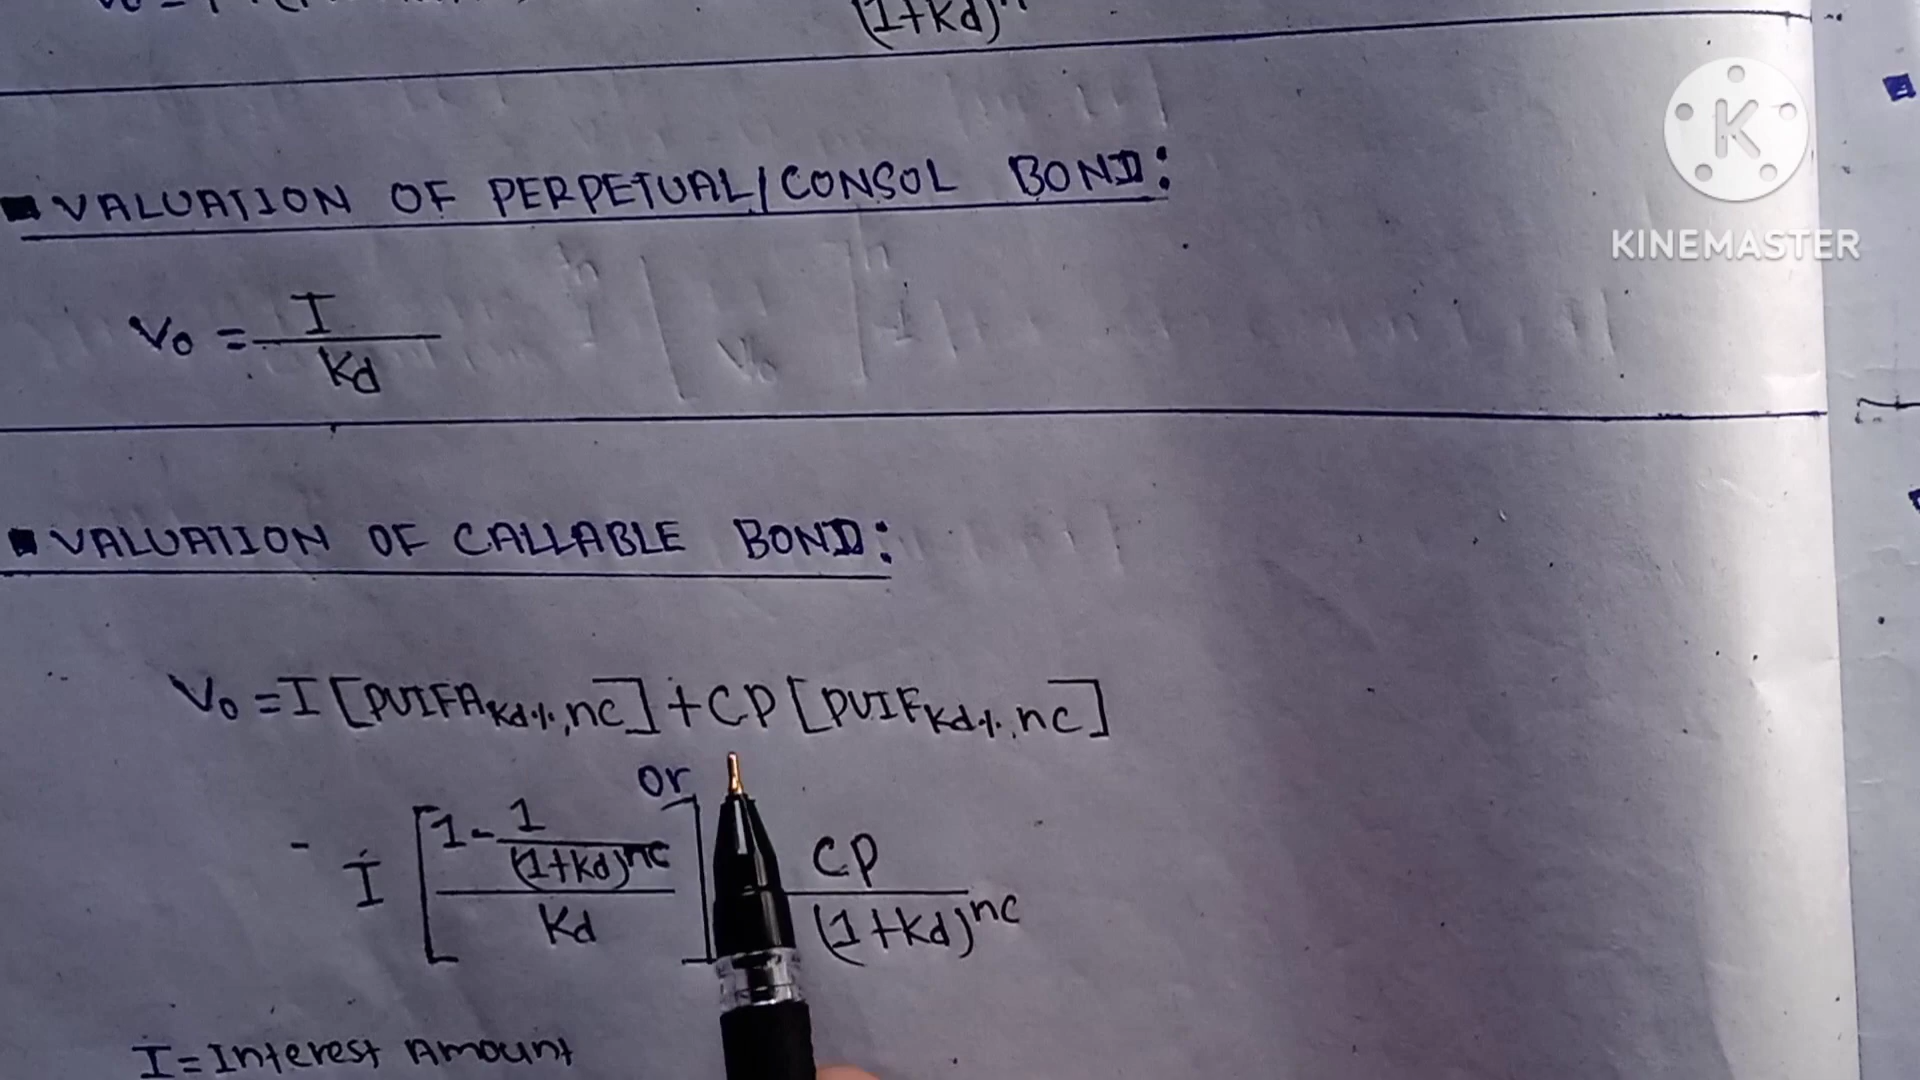 (1+Kd)ⁿ
K
KINEMASTER
■ VALUATION OF PERPETUAL/CONSOL BOND:
V₀ = I / Kd
■ VALUATION OF CALLABLE BOND:
V₀ = I [PVIFA Kd%, nc] + CP [PVIF Kd%, nc]
or
I [1 - 1/(1+Kd)^nc / Kd] CP / (1+Kd)^nc
I = Interest Amount